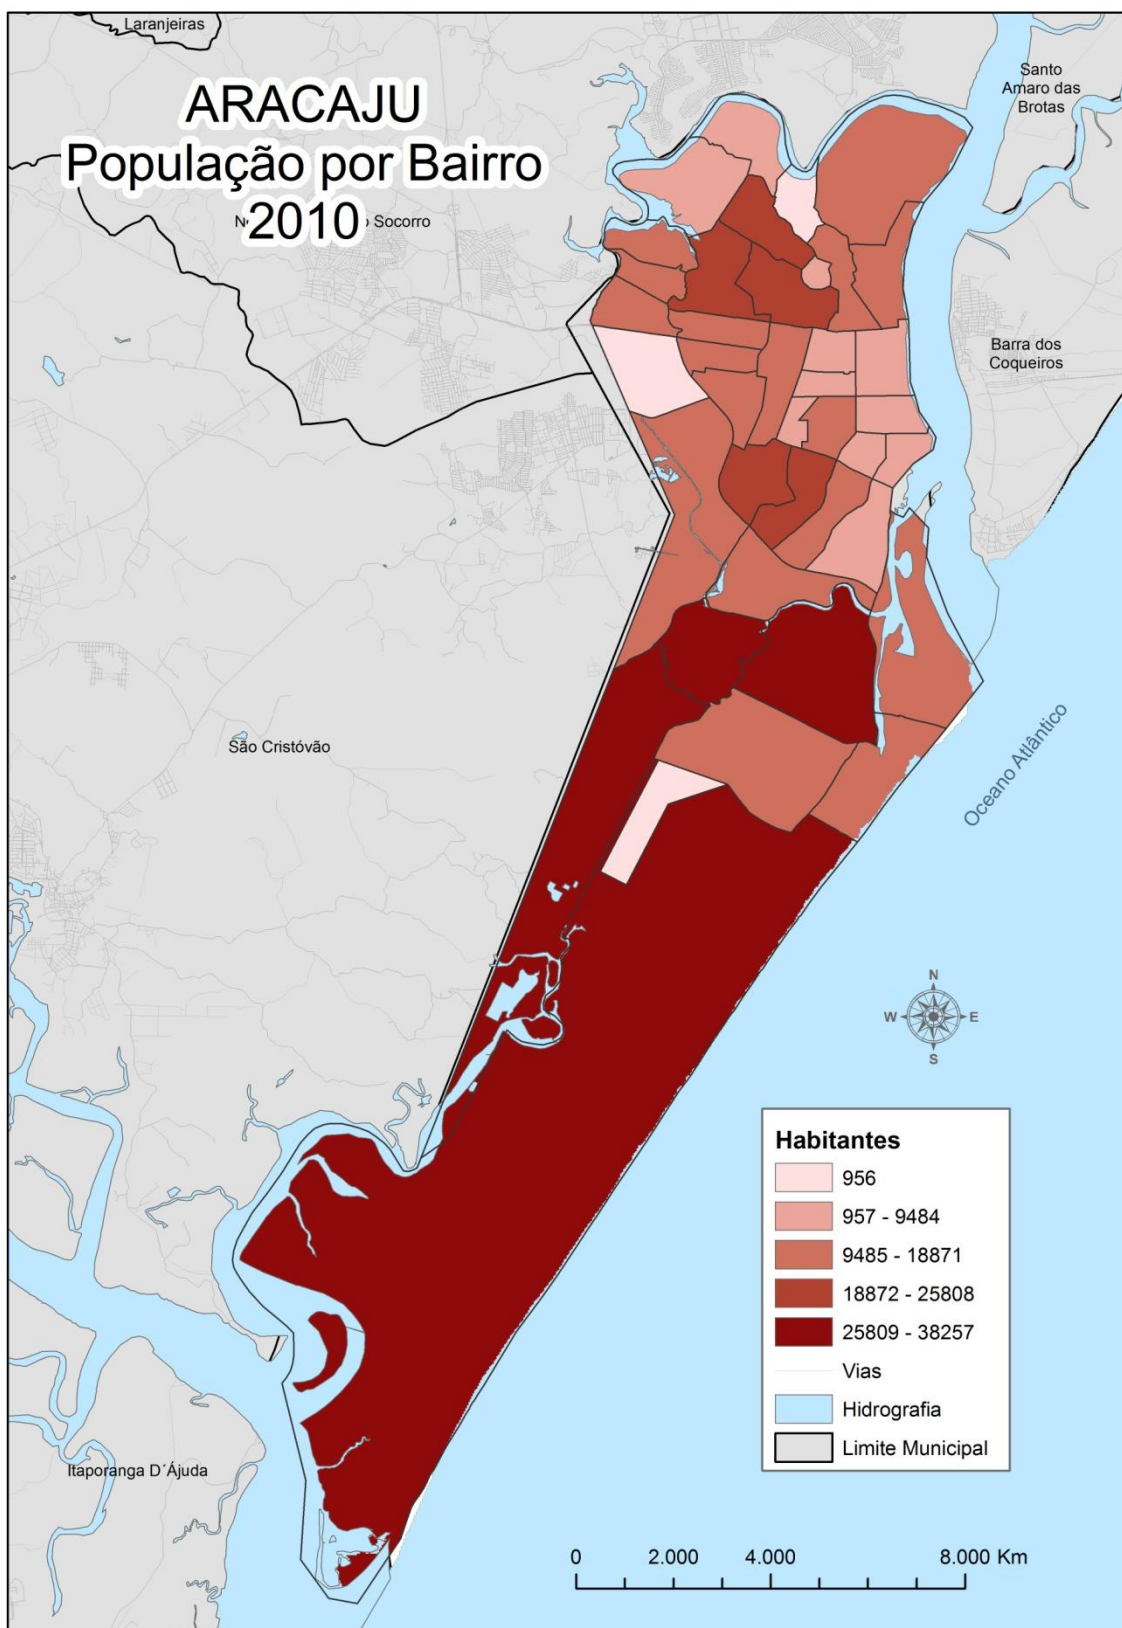 Laranjeiras
ARACAJU
População por Bairro
2010
Santo
Amaro das
Brotas
N
o Socorro
Barra dos
Coqueiros
São Cristóvão
Oceano Atlântico
N
W
E
S
Habitantes
956
957 - 9484
9485 - 18871
18872 - 25808
25809 - 38257
Vias
Hidrografia
Limite Municipal
Itaporanga D´Ájuda
0 2.000 4.000 8.000 Km